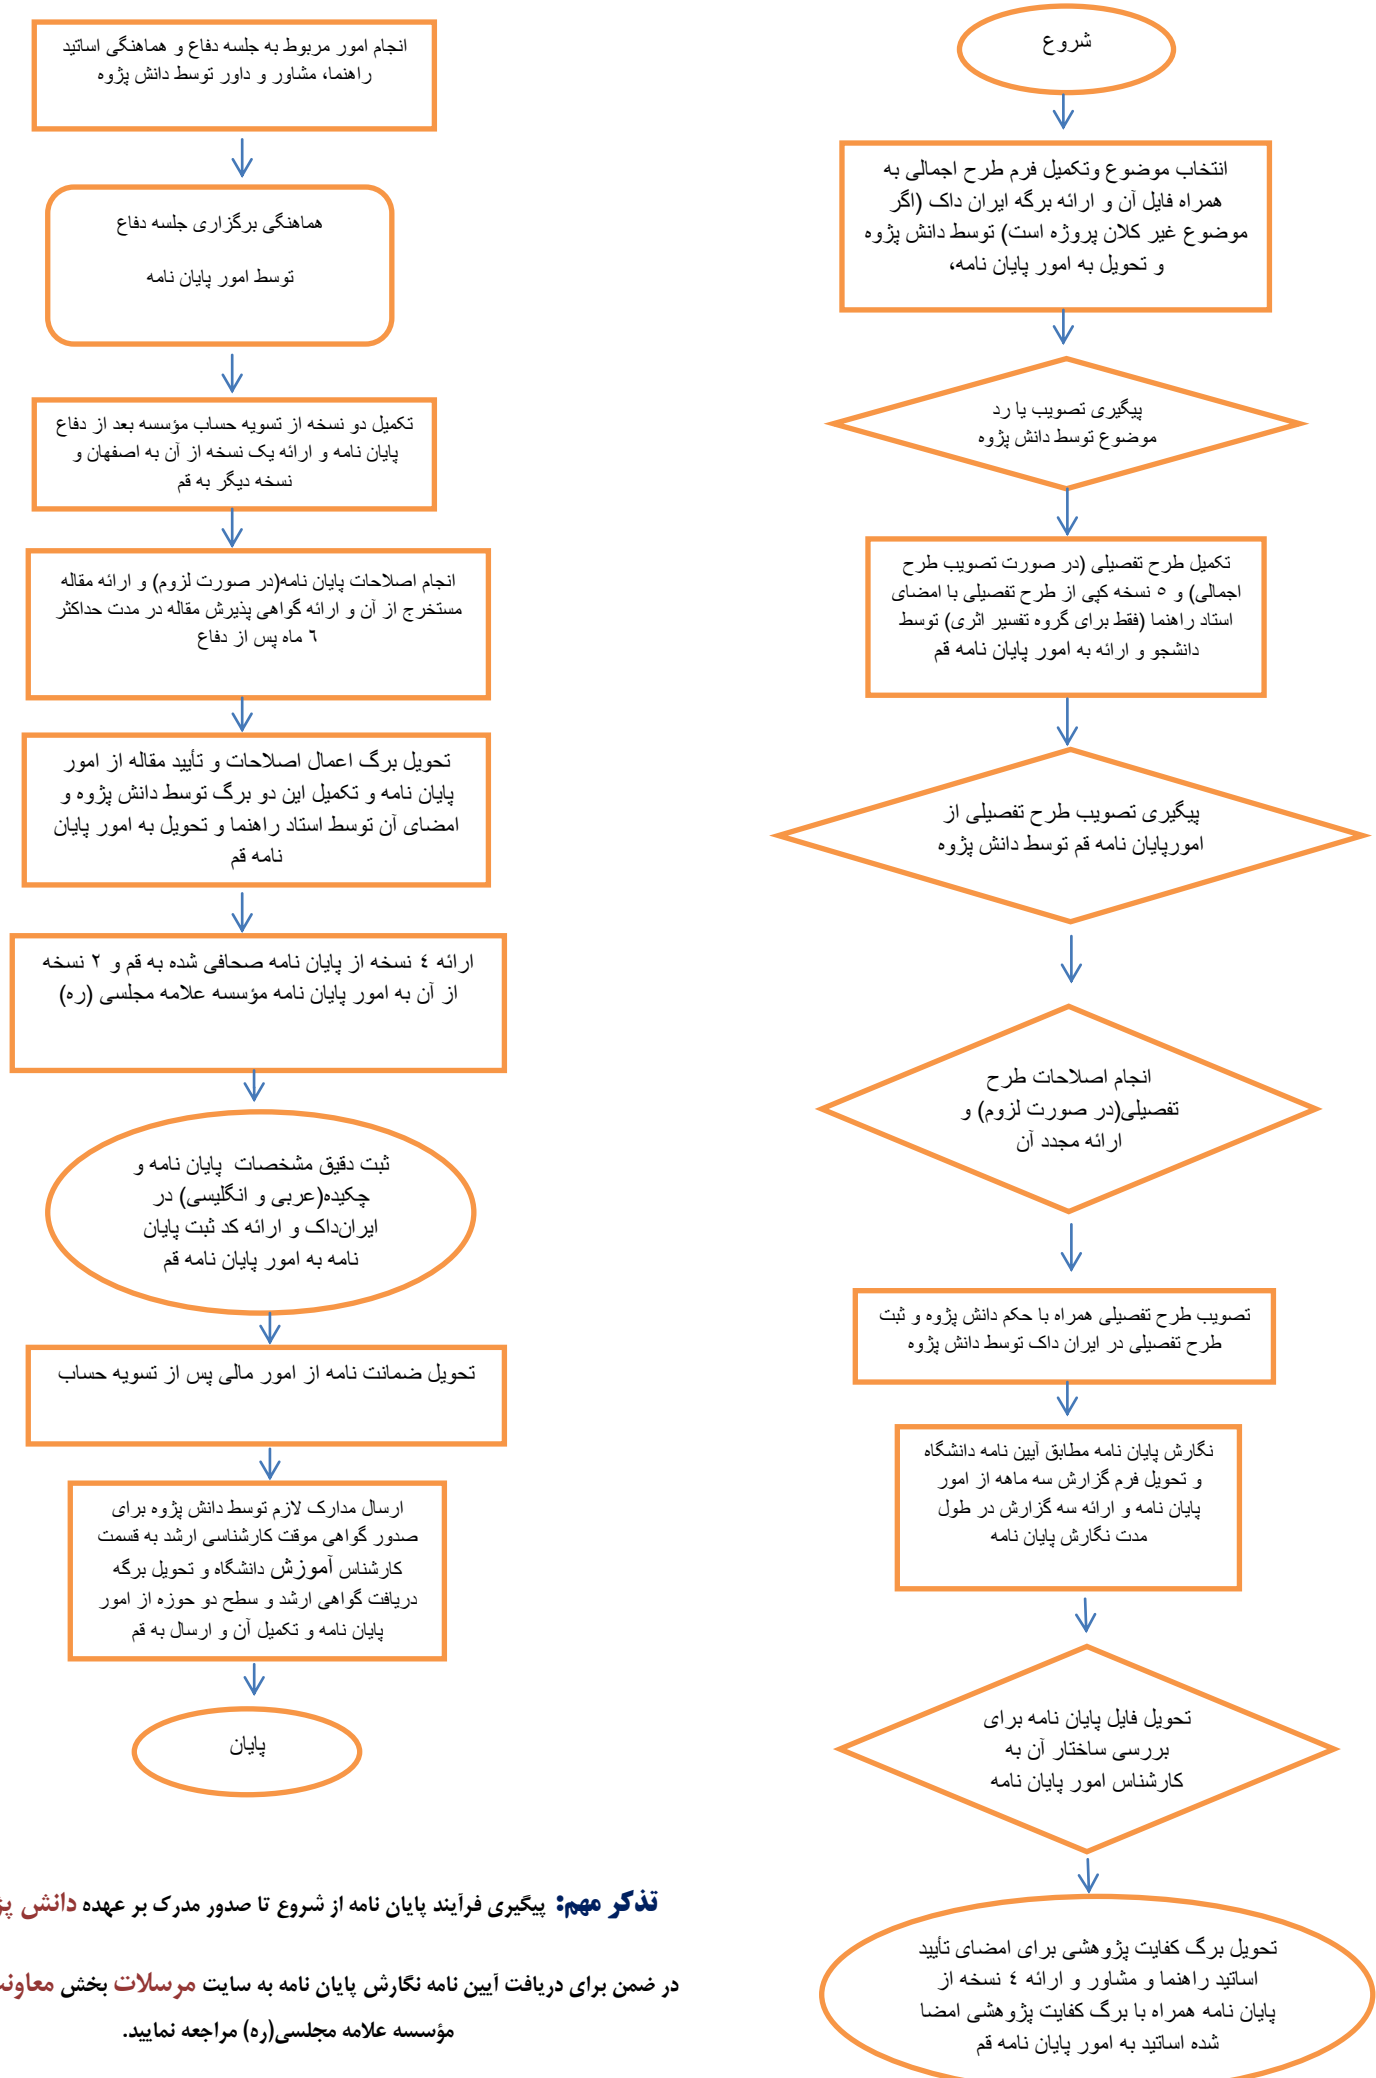 شروع
انتخاب موضوع وتکمیل فرم طرح اجمالی به
همراه فایل آن و ارائه برگه ایران داک (اگر
موضوع غیر کلان پروژه است) توسط دانش پژوه
و تحویل به امور پایان نامه،
پیگیری تصویب یا رد
موضوع توسط دانش پژوه
تکمیل طرح تفصیلی (در صورت تصویب طرح
اجمالی) و ٥ نسخه کپی از طرح تفصیلی با امضای
استاد راهنما (فقط برای گروه تفسیر اثری) توسط
دانشجو و ارائه به امور پایان نامه قم
پیگیری تصویب طرح تفصیلی از
امورپایان نامه قم توسط دانش پژوه
انجام اصلاحات طرح
تفصیلی(در صورت لزوم) و
ارائه مجدد آن
تصویب طرح تفصیلی همراه با حکم دانش پژوه و ثبت
طرح تفصیلی در ایران داک توسط دانش پژوه
نگارش پایان نامه مطابق آیین نامه دانشگاه
و تحویل فرم گزارش سه ماهه از امور
پایان نامه و ارائه سه گزارش در طول
مدت نگارش پایان نامه
تحویل فایل پایان نامه برای
بررسی ساختار آن به
کارشناس امور پایان نامه
تحویل برگ کفایت پژوهشی برای امضای تأیید
اساتید راهنما و مشاور و ارائه ٤ نسخه از
پایان نامه همراه با برگ کفایت پژوهشی امضا
شده اساتید به امور پایان نامه قم
انجام امور مربوط به جلسه دفاع و هماهنگی اساتید
راهنما، مشاور و داور توسط دانش پژوه
هماهنگی برگزاری جلسه دفاع
توسط امور پایان نامه
تکمیل دو نسخه از تسویه حساب مؤسسه بعد از دفاع
پایان نامه و ارائه یک نسخه از آن به اصفهان و
نسخه دیگر به قم
انجام اصلاحات پایان نامه(در صورت لزوم) و ارائه مقاله
مستخرج از آن و ارائه گواهی پذیرش مقاله در مدت حداکثر
٦ ماه پس از دفاع
تحویل برگ اعمال اصلاحات و تأیید مقاله از امور
پایان نامه و تکمیل این دو برگ توسط دانش پژوه و
امضای آن توسط استاد راهنما و تحویل به امور پایان
نامه قم
ارائه ٤ نسخه از پایان نامه صحافی شده به قم و ٢ نسخه
از آن به امور پایان نامه مؤسسه علامه مجلسی (ره)
ثبت دقیق مشخصات پایان نامه و
چکیده(عربی و انگلیسی) در
ایران‌داک و ارائه کد ثبت پایان
نامه به امور پایان نامه قم
تحویل ضمانت نامه از امور مالی پس از تسویه حساب
ارسال مدارک لازم توسط دانش پژوه برای
صدور گواهی موقت کارشناسی ارشد به قسمت
کارشناس آموزش دانشگاه و تحویل برگه
دریافت گواهی ارشد و سطح دو حوزه از امور
پایان نامه و تکمیل آن و ارسال به قم
پایان
تذکر مهم: پیگیری فرآیند پایان نامه از شروع تا صدور مدرک بر عهده دانش
در ضمن برای دریافت آیین نامه نگارش پایان نامه به سایت مرسلات بخش
مؤسسه علامه مجلسی(ره) مراجعه نمایید.